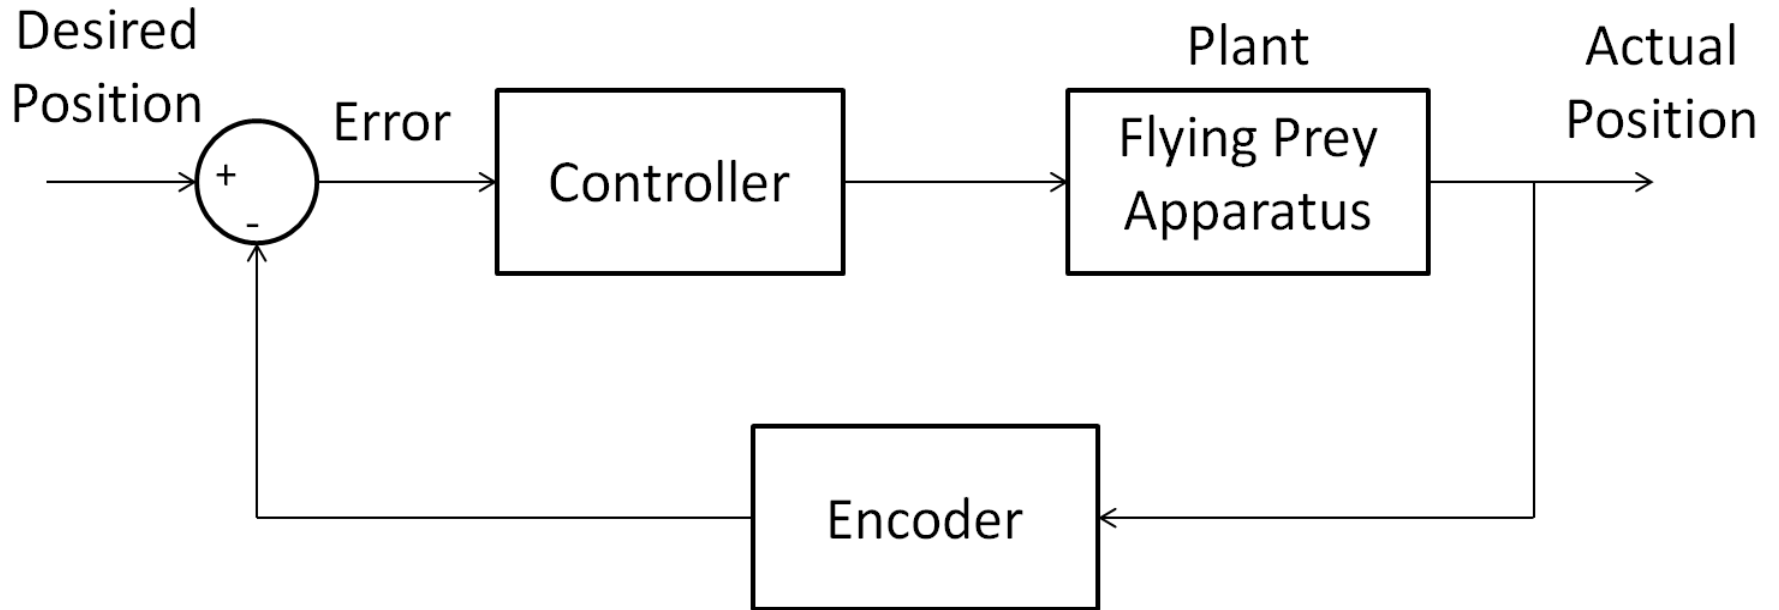 Desired
Position
Error
+
-
Controller
Plant
Flying Prey
Apparatus
Actual
Position
Encoder